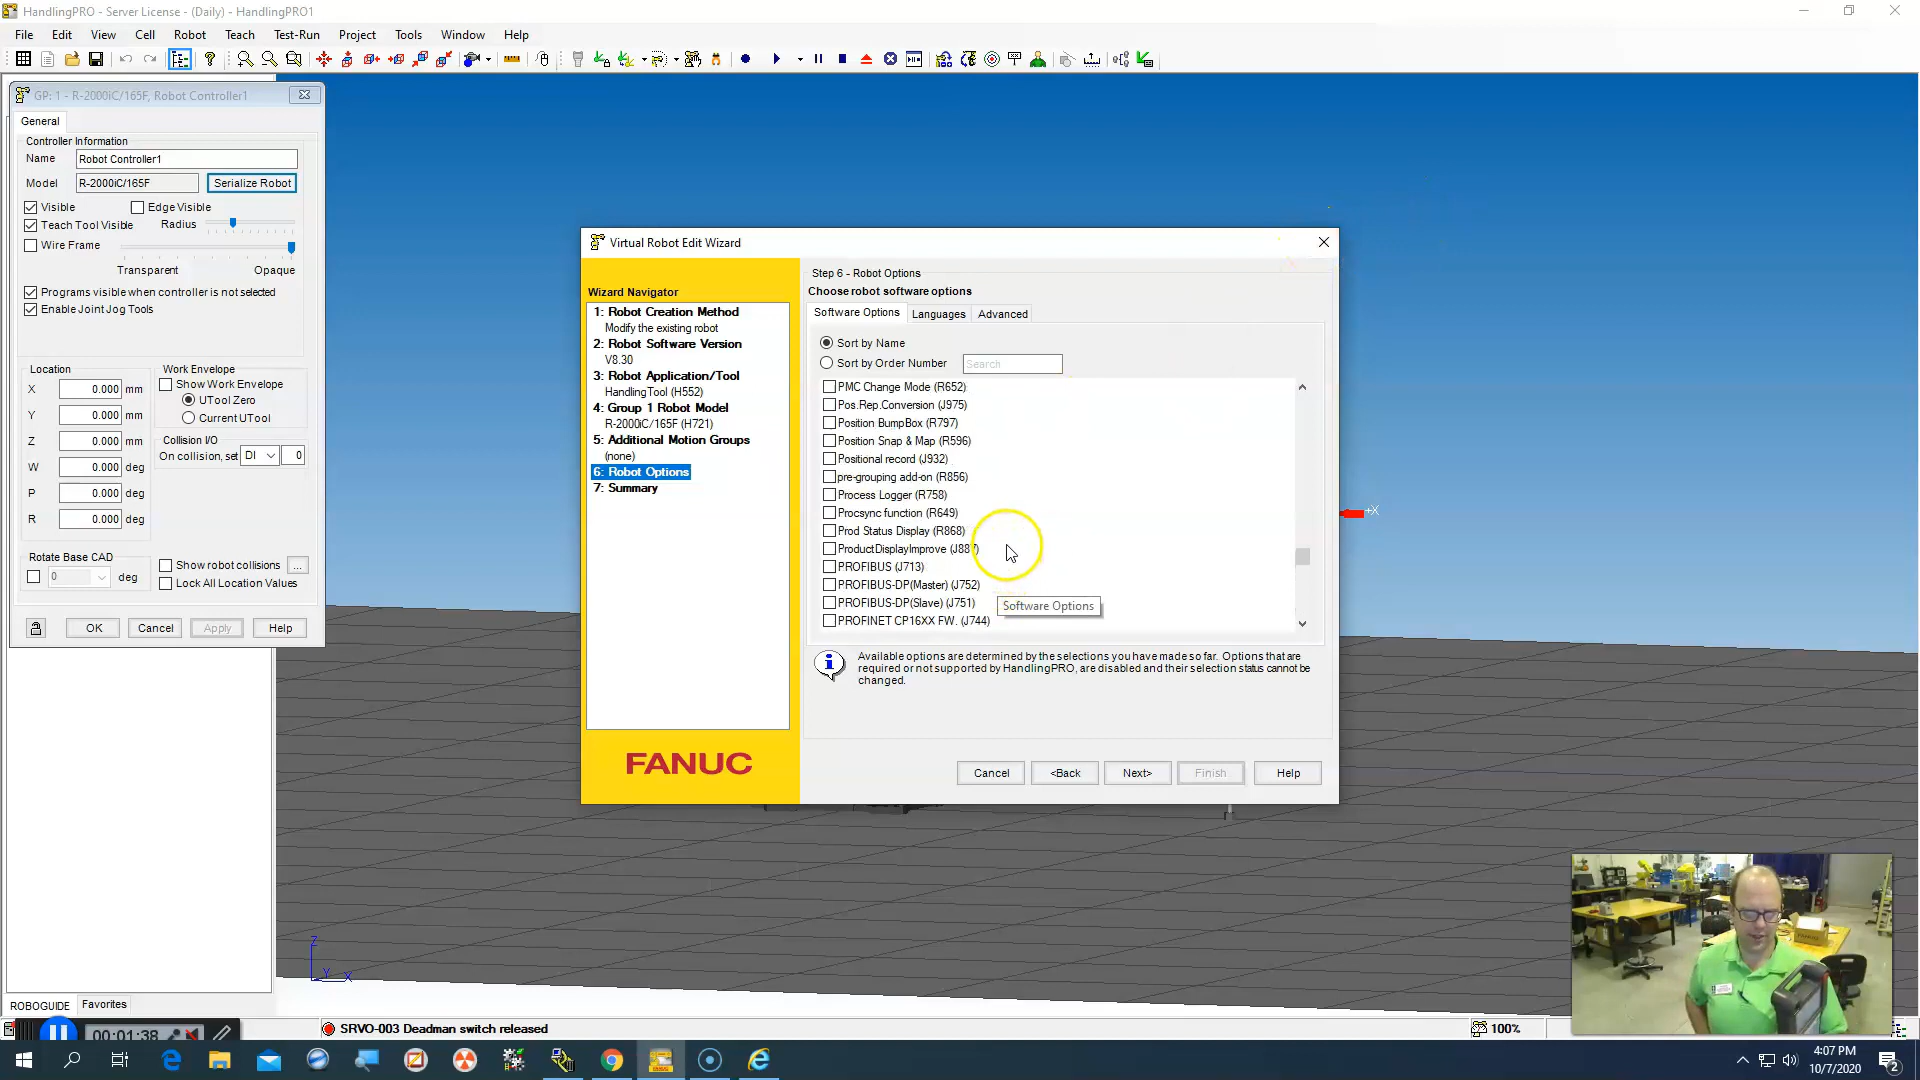 HandlingPRO - Server License - (Daily) - HandlingPRO1
File Edit View Cell Robot Teach Test-Run Project Tools Window Help
GP: 1 - R-2000iC/165F, Robot Controller1
General
Controller Information
Name Robot Controller1
Model R-2000iC/165F Serialize Robot
Visible Edge Visible
Teach Tool Visible Radius
Wire Frame
Transparent Opaque
Programs visible when controller is not selected
Enable Joint Jog Tools
Location
X 0.000 mm
Y 0.000 mm
Z 0.000 mm
W 0.000 deg
P 0.000 deg
R 0.000 deg
Work Envelope
Show Work Envelope
UTool Zero
Current UTool
Collision I/O
On collision, set DI 0
Rotate Base CAD
0 deg
Show robot collisions ...
Lock All Location Values
OK Cancel Apply Help
Virtual Robot Edit Wizard
Wizard Navigator
1: Robot Creation Method
Modify the existing robot
2: Robot Software Version
V8.30
3: Robot Application/Tool
HandlingTool (H552)
4: Group 1 Robot Model
R-2000iC/165F (H721)
5: Additional Motion Groups
(none)
6: Robot Options
7: Summary
FANUC
Step 6 - Robot Options
Choose robot software options
Software Options Languages Advanced
Sort by Name
Sort by Order Number Search
PMC Change Mode (R652)
Pos.Rep.Conversion (J975)
Position BumpBox (R797)
Position Snap & Map (R596)
Positional record (J932)
pre-grouping add-on (R856)
Process Logger (R758)
Procsync function (R649)
Prod Status Display (R868)
ProductDisplayImprove (J887)
PROFIBUS (J713)
PROFIBUS-DP(Master) (J752)
PROFIBUS-DP(Slave) (J751)
PROFINET CP16XX FW. (J744)
Software Options
Available options are determined by the selections you have made so far. Options that are
required or not supported by HandlingPRO, are disabled and their selection status cannot be
changed.
Cancel <Back Next> Finish Help
+X
Z
Y X
ROBOGUIDE Favorites
00:01:38
SRVO-003 Deadman switch released
100%
4:07 PM
10/7/2020
2